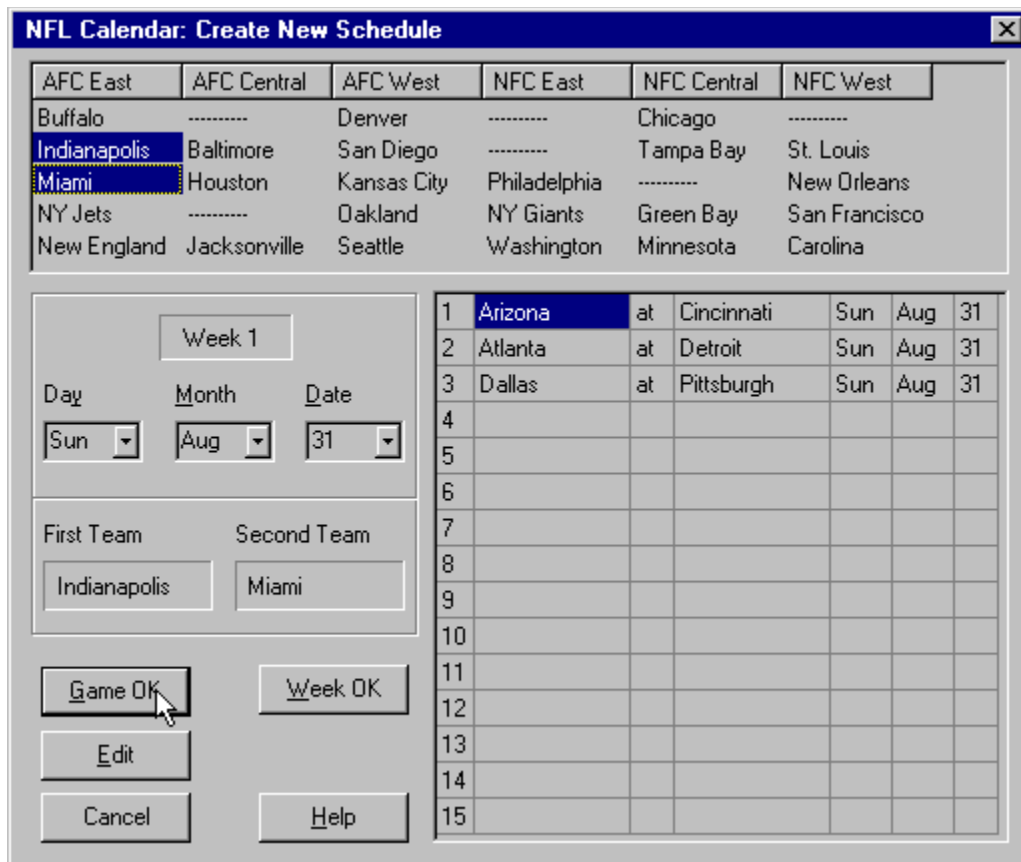 NFL Calendar: Create New Schedule
AFC East AFC Central AFC West NFC East NFC Central NFC West
Buffalo ---------- Denver ---------- Chicago ----------
Indianapolis Baltimore San Diego ---------- Tampa Bay St. Louis
Miami Houston Kansas City Philadelphia ---------- New Orleans
NY Jets ---------- Oakland NY Giants Green Bay San Francisco
New England Jacksonville Seattle Washington Minnesota Carolina
Week 1
Day Month Date
Sun Aug 31
First Team Second Team
Indianapolis Miami
Game OK Week OK
Edit
Cancel Help
1 Arizona at Cincinnati Sun Aug 31
2 Atlanta at Detroit Sun Aug 31
3 Dallas at Pittsburgh Sun Aug 31
4
5
6
7
8
9
10
11
12
13
14
15